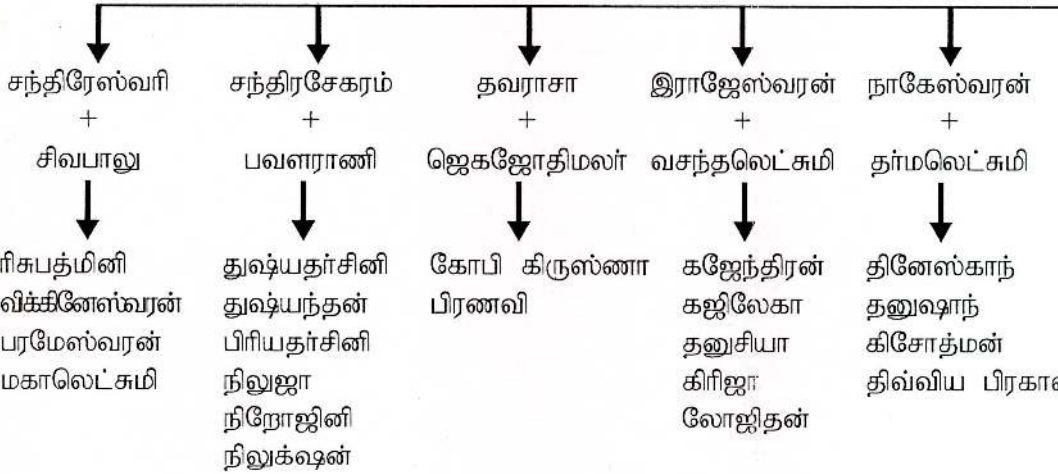 சந்திரேஸ்வரி சந்திரசேகரம் தவராசா இராஜேஸ்வரன் நாகேஸ்வரன்
+ + + + +
சிவபாலு பவளராணி ஜெகஜோதிமலர் வசந்தலெட்சுமி தர்மலெட்சுமி
ரிசுபத்மினி துஷ்யதர்சினி கோபி கிருஸ்ணா கஜேந்திரன் தினேஸ்காந்
விக்கினேஸ்வரன் துஷ்யந்தன் பிரணவி கஜிலேகா தனுஷாந்
பரமேஸ்வரன் பிரியதர்சினி தனுசியா கிசோத்மன்
மகாலெட்சுமி நிலுஜா கிரிஜா திவ்விய
நிறோஜினி லோஜிதன்
நிலுக்ஷன்